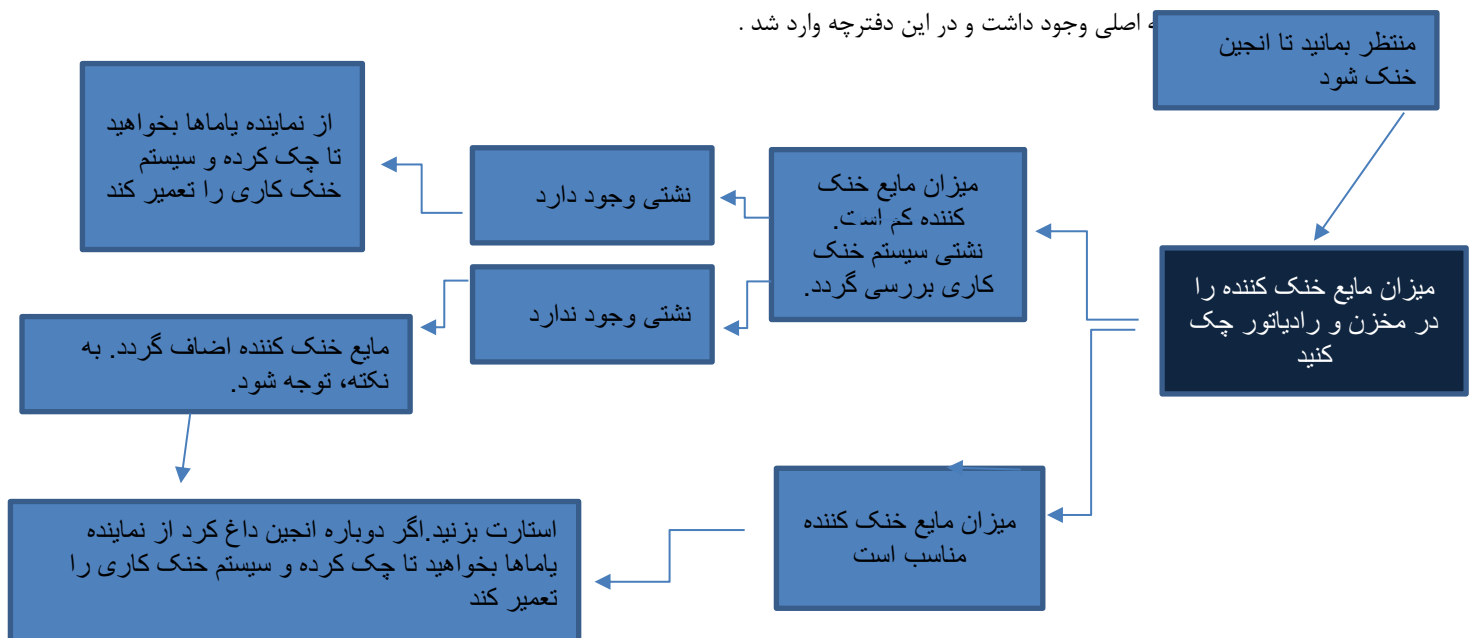 اصلی وجود داشت و در این دفترچه وارد شد .
منتظر بمانید تا انجین
خنک شود
میزان مایع خنک کننده را
در مخزن و رادیاتور چک
کنید
میزان مایع خنک
کننده کم است.
نشتی سیستم خنک
کاری بررسی گردد.
نشتی وجود دارد
از نماینده یاماها بخواهید
تا چک کرده و سیستم
خنک کاری را تعمیر کند
نشتی وجود ندارد
مایع خنک کننده اضاف گردد. به
نکته، توجه شود.
میزان مایع خنک کننده
مناسب است
استارت بزنید.اگر دوباره انجین داغ کرد از نماینده
یاماها بخواهید تا چک کرده و سیستم خنک کاری را
تعمیر کند